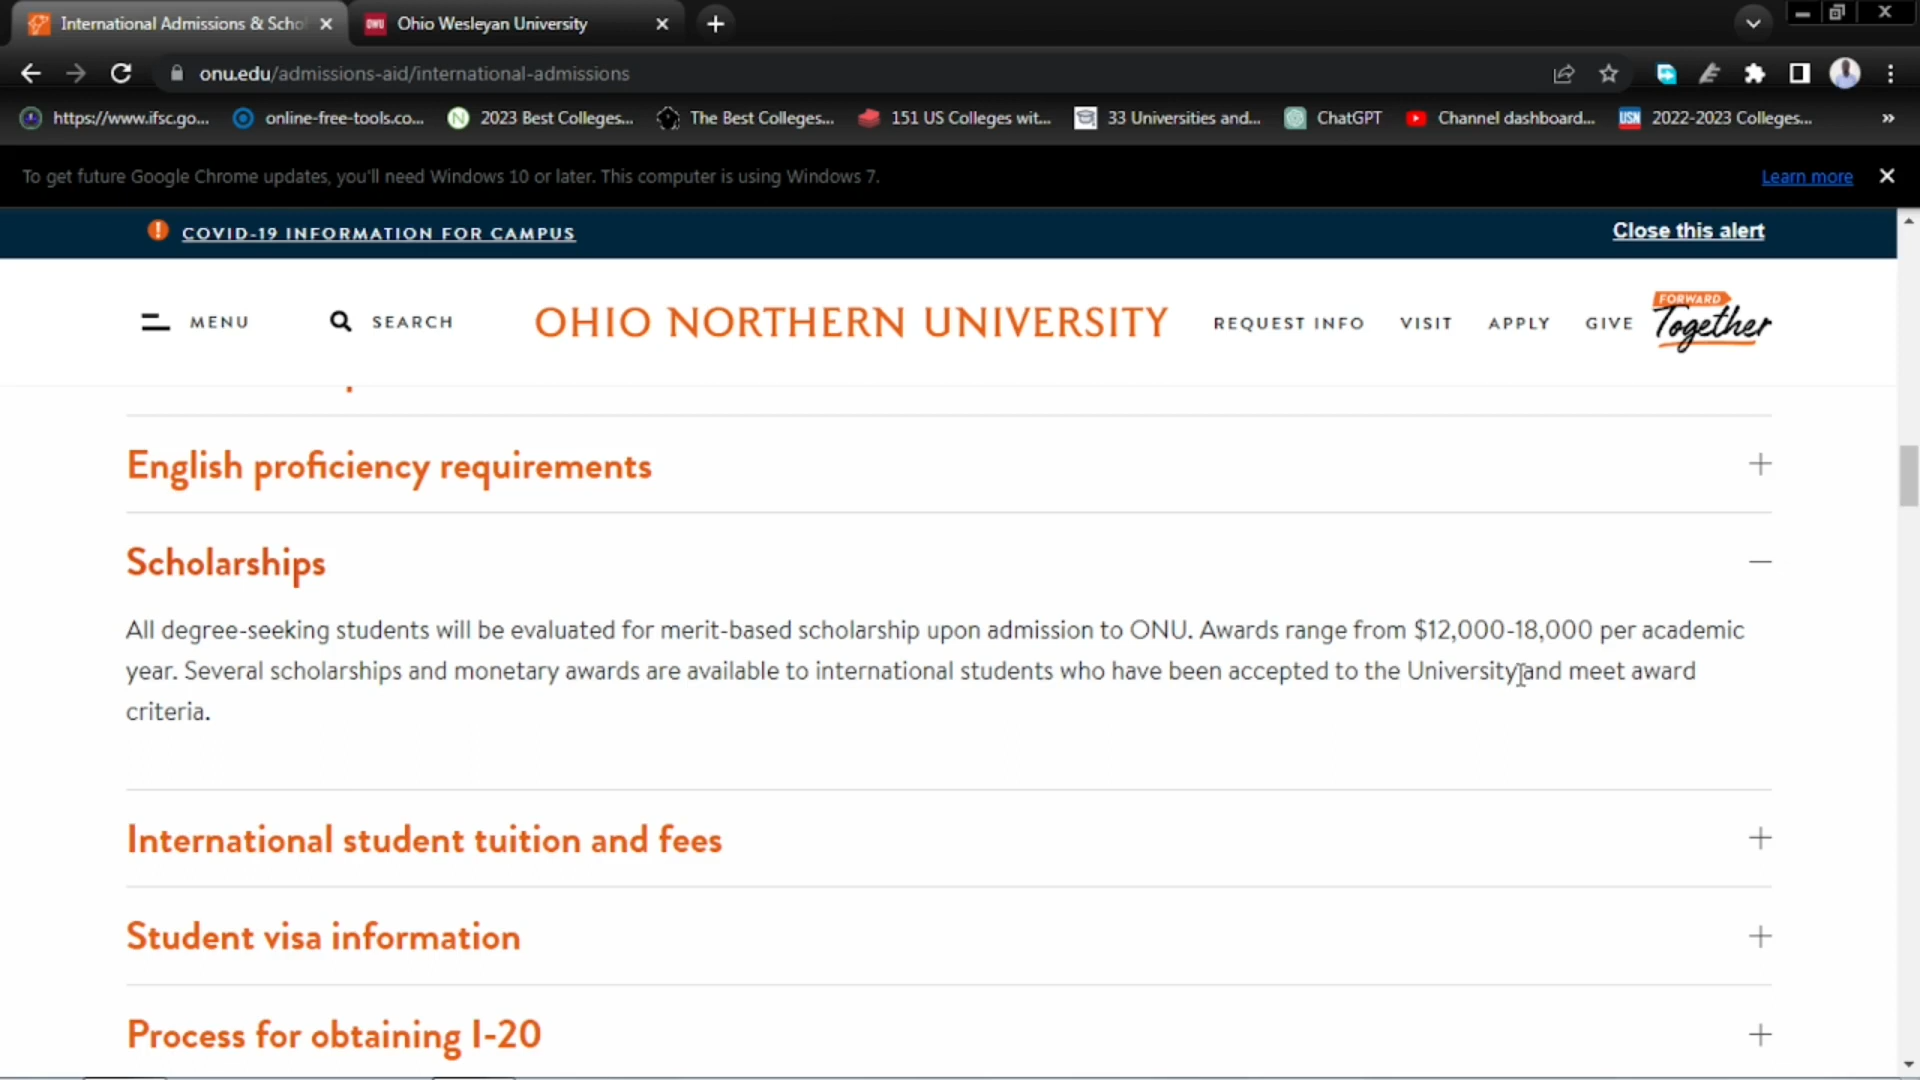 International Admissions & Scho
Ohio Wesleyan University
onu.edu/admissions-aid/international-admissions
https://www.ifsc.go...
online-free-tools.co...
2023 Best Colleges...
The Best Colleges...
151 US Colleges wit...
33 Universities and...
ChatGPT
Channel dashboard...
2022-2023 Colleges...
To get future Google Chrome updates, you'll need Windows 10 or later. This computer is using Windows 7.
Learn more
COVID-19 INFORMATION FOR CAMPUS
Close this alert
MENU
SEARCH
OHIO NORTHERN UNIVERSITY
REQUEST INFO
VISIT
APPLY
GIVE
FORWARD
Together
English proficiency requirements
Scholarships
All degree-seeking students will be evaluated for merit-based scholarship upon admission to ONU. Awards range from $12,000-18,000 per academic
year. Several scholarships and monetary awards are available to international students who have been accepted to the University and meet award
criteria.
International student tuition and fees
Student visa information
Process for obtaining I-20